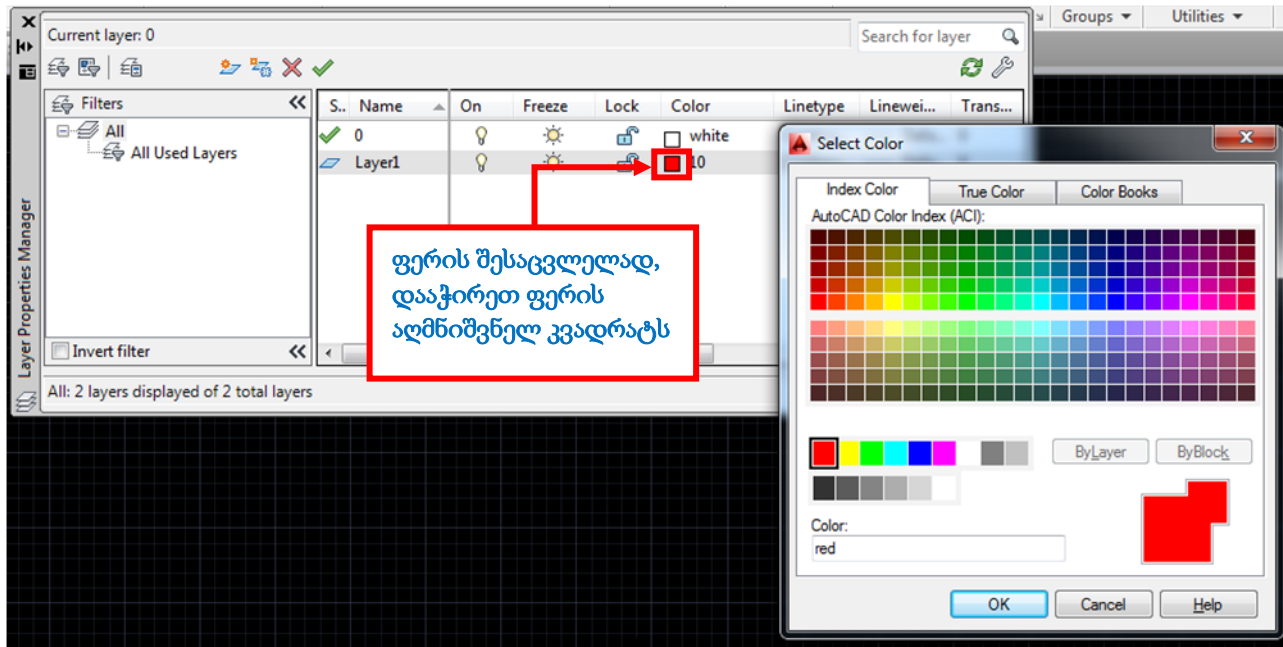 Groups
Utilities
Current layer: 0
Search for layer
Filters
S.. Name On Freeze Lock Color Linetype Linewei... Trans...
All
0 white
All Used Layers
Layer1 10
Select Color
Index Color True Color Color Books
AutoCAD Color Index (ACI):
ფერის შესაცვლელად,
დააჭირეთ ფერის
აღმნიშვნელ კვადრატს
Layer Properties Manager
Invert filter
All: 2 layers displayed of 2 total layers
ByLayer ByBlock
Color:
red
OK Cancel Help